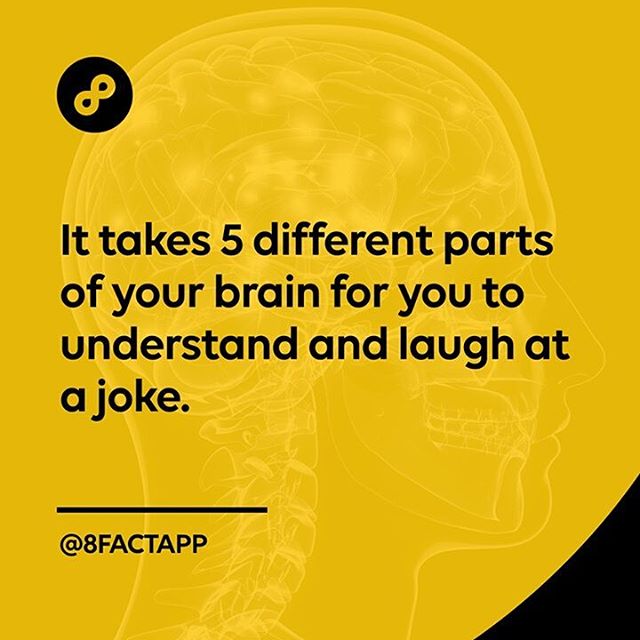 It takes 5 different parts
of your brain for you to
understand and laugh at
a joke.
@8FACTAPP